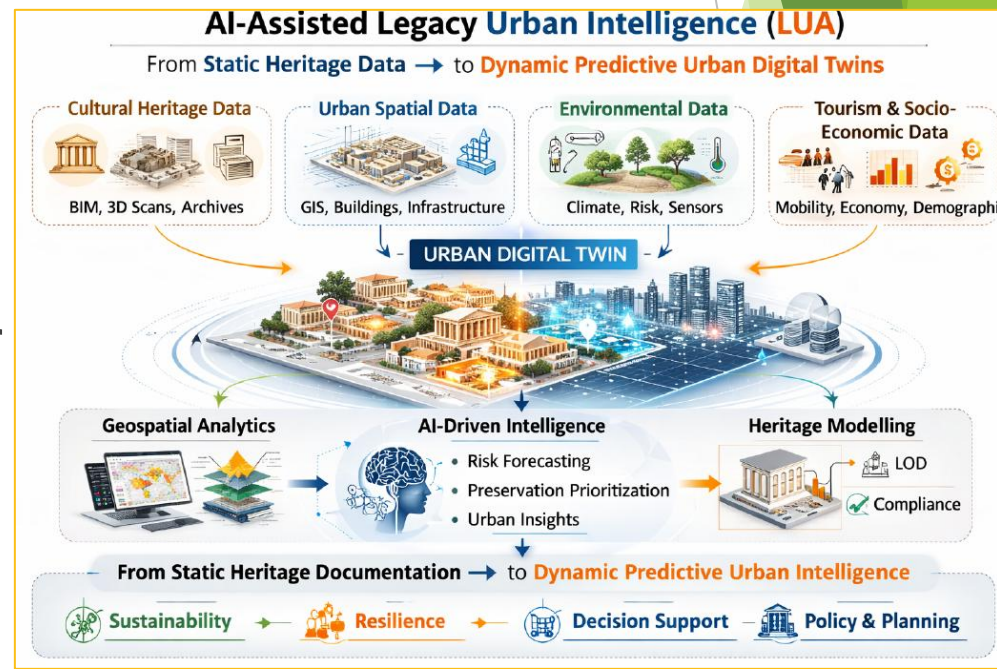 AI-Assisted Legacy Urban Intelligence (LUA)
From Static Heritage Data → to Dynamic Predictive Urban Digital Twins
Cultural Heritage Data
BIM, 3D Scans, Archives
Urban Spatial Data
GIS, Buildings, Infrastructure
Environmental Data
Climate, Risk, Sensors
Tourism & Socio-
Economic Data
Mobility, Economy, Demographi
URBAN DIGITAL TWIN
Geospatial Analytics
AI-Driven Intelligence
• Risk Forecasting
• Preservation Prioritization
• Urban Insights
Heritage Modelling
LOD
Compliance
From Static Heritage Documentation → to Dynamic Predictive Urban Intelligence
Sustainability
Resilience
Decision Support
Policy & Planning